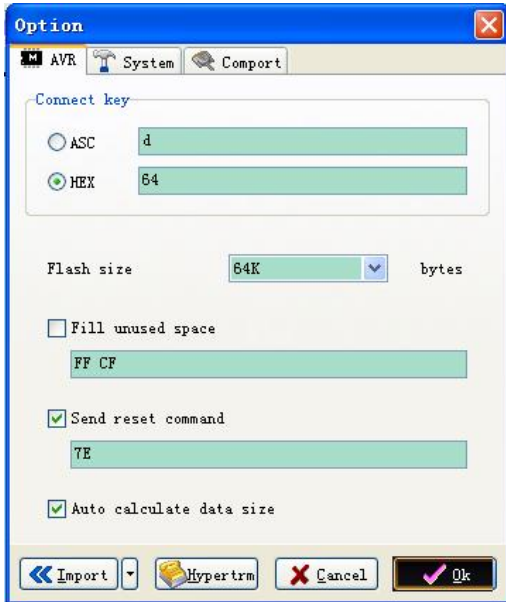 Option
AVR System Comport
Connect key
ASC d
HEX 64
Flash size 64K bytes
Fill unused space
FF CF
Send reset command
7E
Auto calculate data size
Import Hypertrm Cancel Ok